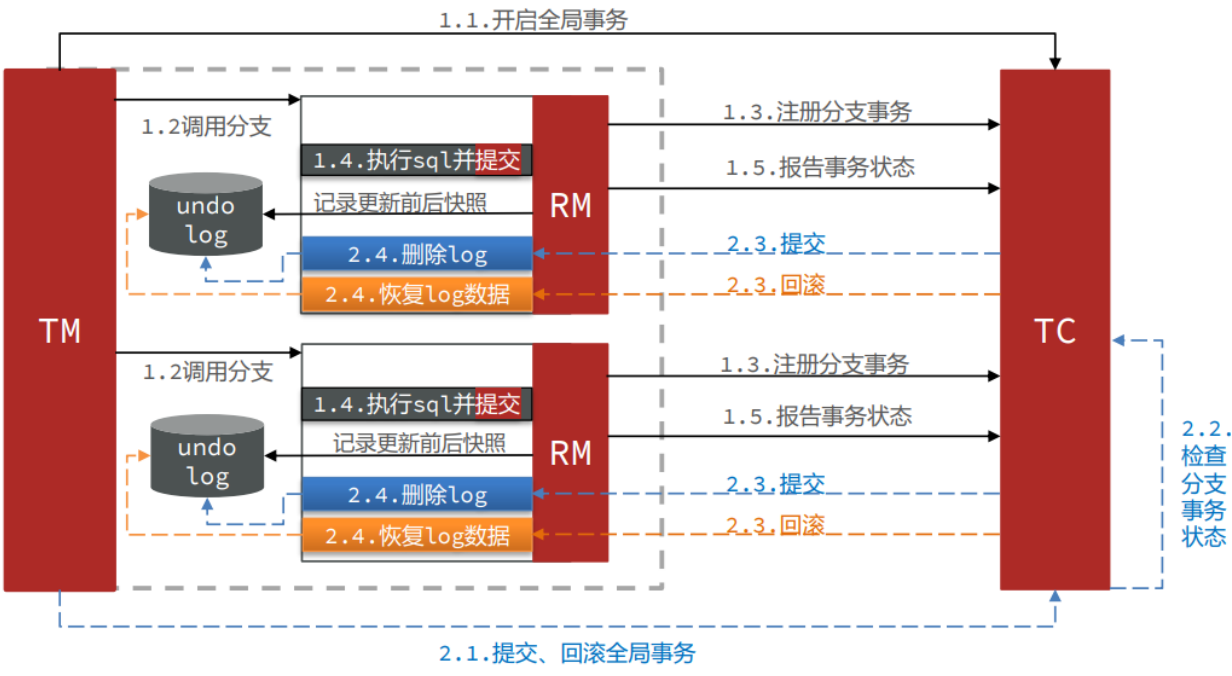 1.1.开启全局事务
1.2调用分支
1.3.注册分支事务
1.4.执行sql并提交
1.5.报告事务状态
undo
log
记录更新前后快照
RM
2.3.提交
2.4.删除log
2.3.回滚
2.4.恢复log数据
TM
TC
1.2调用分支
1.3.注册分支事务
1.4.执行sql并提交
1.5.报告事务状态
undo
log
记录更新前后快照
RM
2.2.
检查
分支
事务
状态
2.3.提交
2.4.删除log
2.3.回滚
2.4.恢复log数据
2.1.提交、回滚全局事务